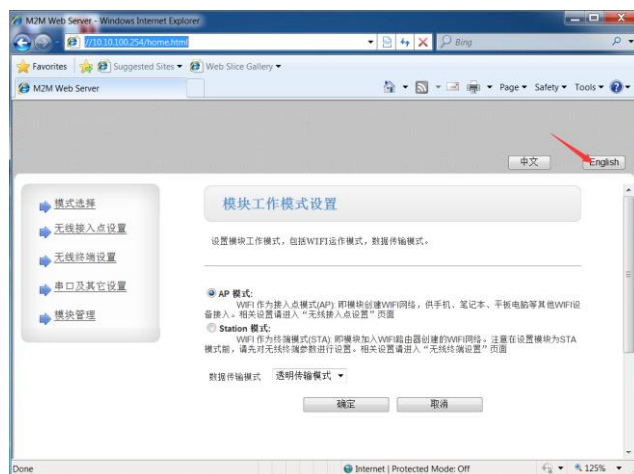 M2M Web Server - Windows Internet Explorer
//10.10.100.254/home.html
Bing
Favorites
Suggested Sites
Web Slice Gallery
M2M Web Server
Page
Safety
Tools
中文
English
模式选择
无线接入点设置
无线终端设置
串口及其它设置
模块管理
模块工作模式设置
设置模块工作模式，包括WIFI运作模式，数据传输模式。
AP 模式:
WIFI 作为接入点模式(AP) 即模块创建WIFI网络，供手机、笔记本、平板电脑等其他WIFI设
备接入。相关设置请进入“无线接入点设置”页面
Station 模式:
WIFI 作为终端模式(STA) 即模块加入WIFI路由器创建的WIFI网络。注意在设置模块为STA
模式前，请先对无线终端参数进行设置。相关设置请进入“无线终端设置”页面
数据传输模式 透明传输模式
确定 取消
Done
Internet | Protected Mode: Off
125%